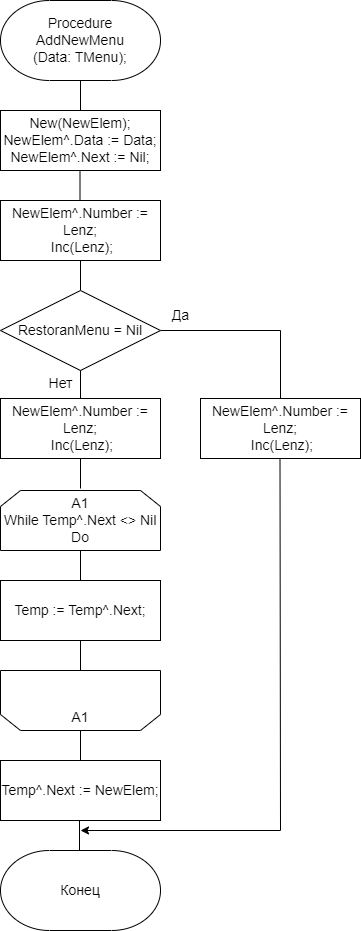 Procedure
AddNewMenu
(Data: TMenu);
New(NewElem);
NewElem^.Data := Data;
NewElem^.Next := Nil;
NewElem^.Number :=
Lenz;
Inc(Lenz);
RestoranMenu = Nil
Да
Нет
NewElem^.Number :=
Lenz;
Inc(Lenz);
NewElem^.Number :=
Lenz;
Inc(Lenz);
A1
While Temp^.Next <> Nil
Do
Temp := Temp^.Next;
A1
Temp^.Next := NewElem;
Конец